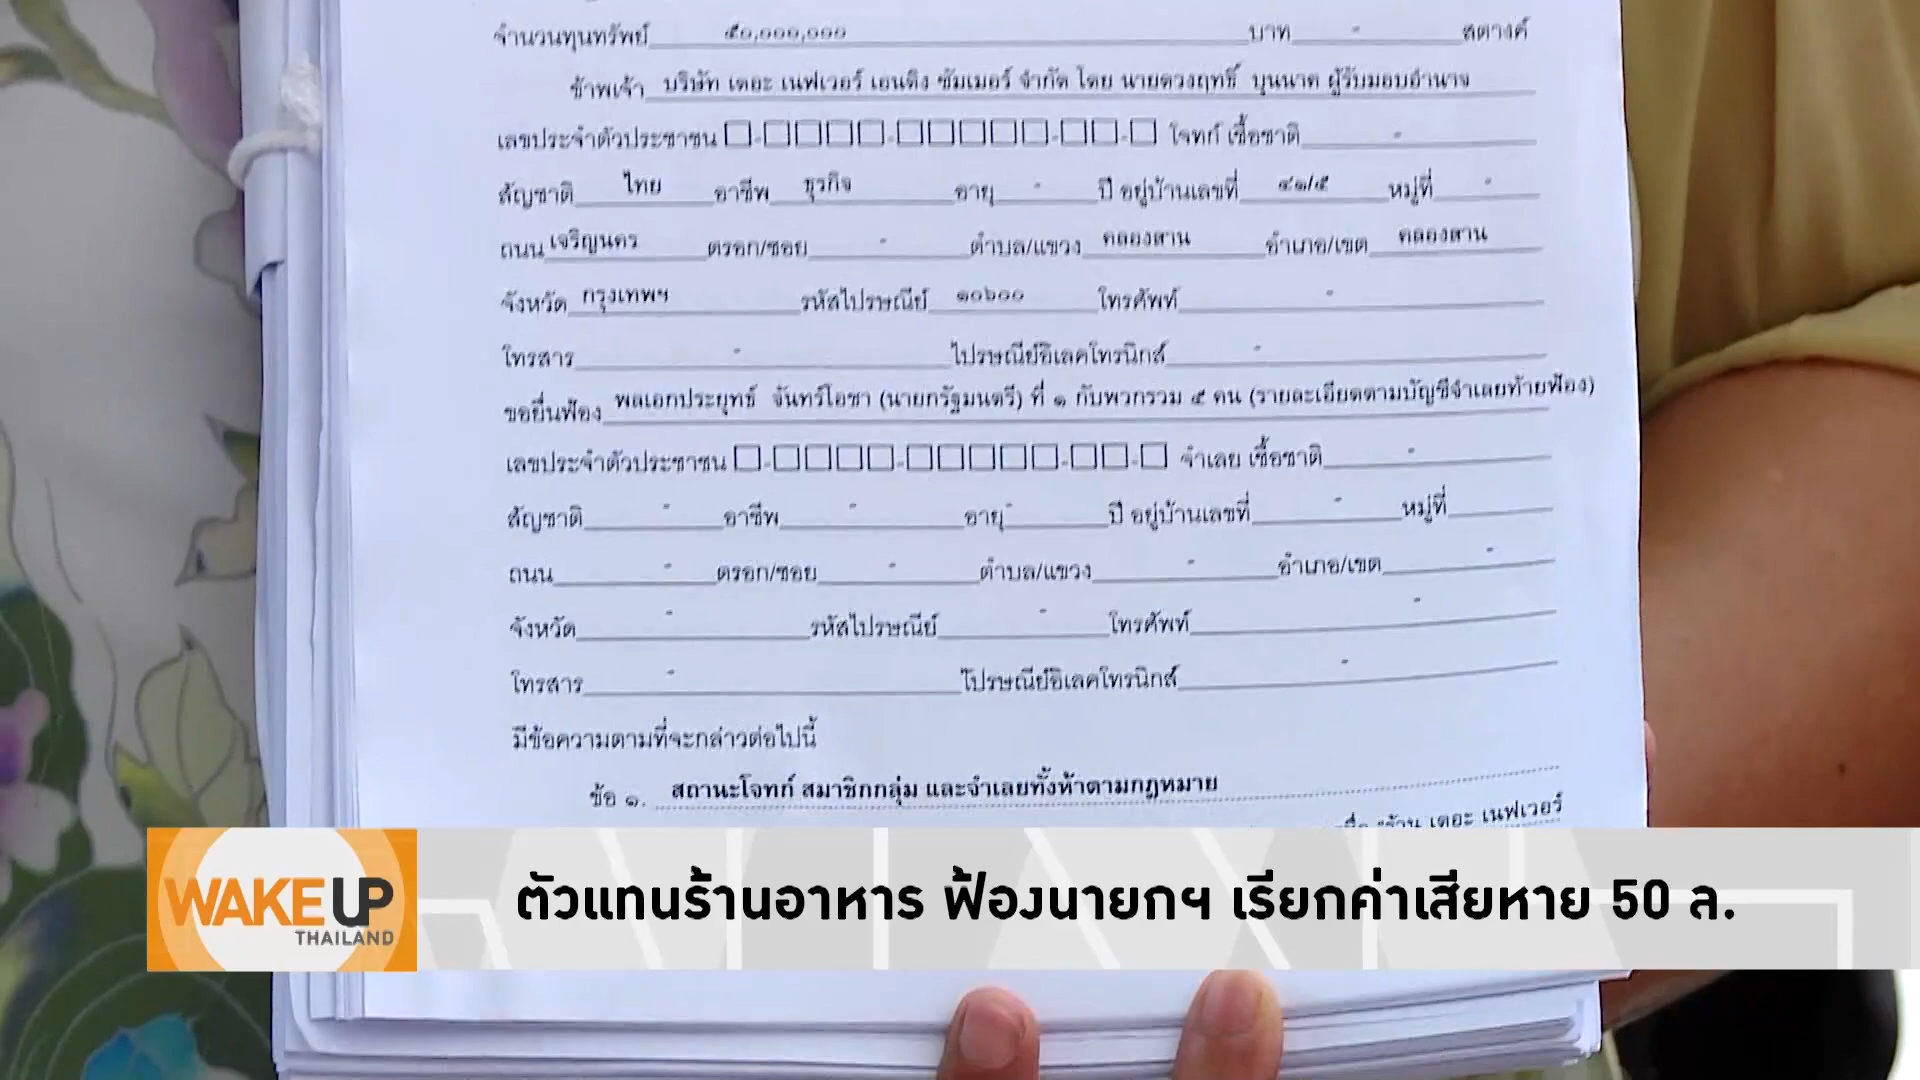 จำนวนทุนทรัพย์ ๕๐,๐๐๐,๐๐๐ บาท - สตางค์
ข้าพเจ้า บริษัท เดอะ เนฟเวอร์ เอนดิง ซัมเมอร์ จำกัด โดย นายดวงฤทธิ์ บุนนาค ผู้รับมอบอำนาจ
เลขประจำตัวประชาชน โจทก์ เชื้อชาติ -
สัญชาติ ไทย อาชีพ ธุรกิจ อายุ - ปี อยู่บ้านเลขที่ ๔๑/๕ หมู่ที่ -
ถนน เจริญนคร ตรอก/ซอย - ตำบล/แขวง คลองสาน อำเภอ/เขต คลองสาน
จังหวัด กรุงเทพฯ รหัสไปรษณีย์ ๑๐๖๐๐ โทรศัพท์ -
โทรสาร - ไปรษณีย์อิเลคโทรนิกส์ -
ขอยื่นฟ้อง พลเอกประยุทธ์ จันทร์โอชา (นายกรัฐมนตรี) ที่ ๑ กับพวกรวม ๕ คน (รายละเอียดตามบัญชีจำเลยท้ายฟ้อง)
เลขประจำตัวประชาชน จำเลย เชื้อชาติ -
สัญชาติ - อาชีพ - อายุ - ปี อยู่บ้านเลขที่ - หมู่ที่
ถนน - ตรอก/ซอย - ตำบล/แขวง - อำเภอ/เขต -
จังหวัด - รหัสไปรษณีย์ - โทรศัพท์ -
โทรสาร - ไปรษณีย์อิเลคโทรนิกส์ -
มีข้อความตามที่จะกล่าวต่อไปนี้
ข้อ ๑. สถานะโจทก์ สมาชิกกลุ่ม และจำเลยทั้งห้าตามกฎหมาย
"ร้าน เดอะ เนฟเวอร์
WAKE UP
THAILAND
ตัวแทนร้านอาหาร ฟ้องนายกฯ เรียกค่าเสียหาย 50 ล.